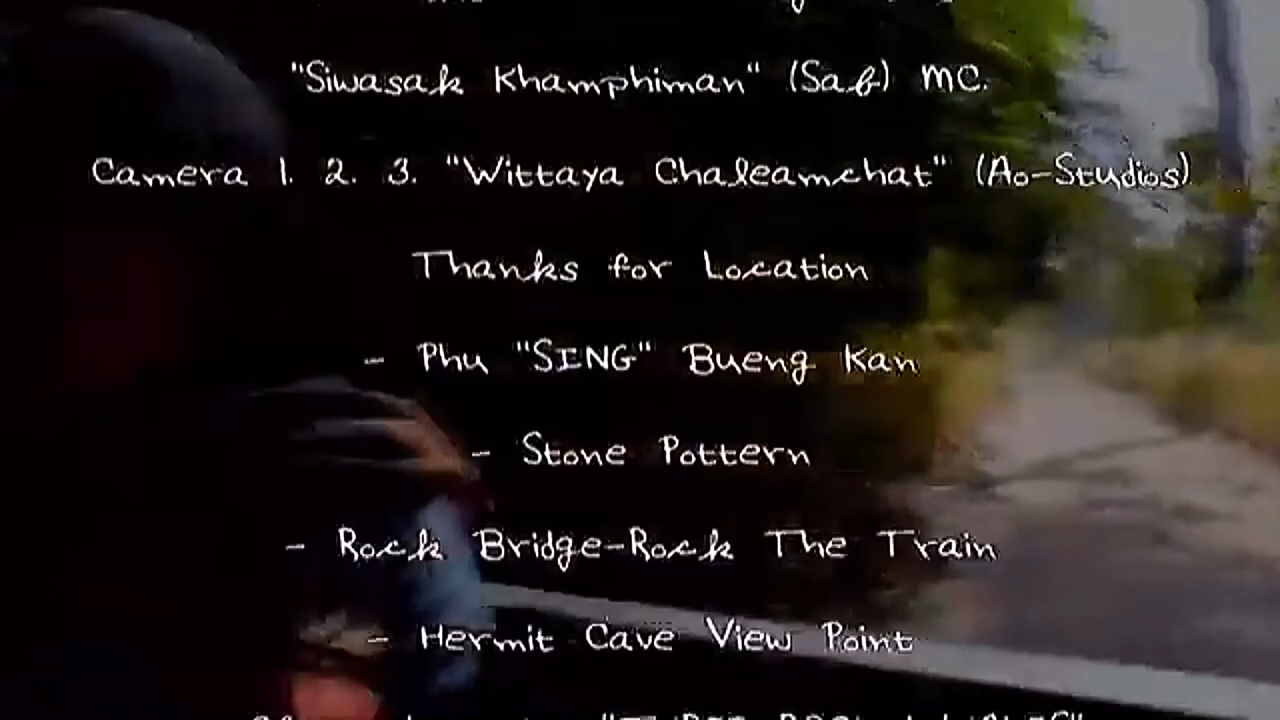 "Siwasak Khamphiman" (Sab) MC.
Camera 1. 2. 3. "Wittaya Chaleamchat" (Ao-Studios)
Thanks for Location
- Phu "SING" Bueng Kan
- Stone Pottern
- Rock Bridge-Rock The Train
- Hermit Cave View Point